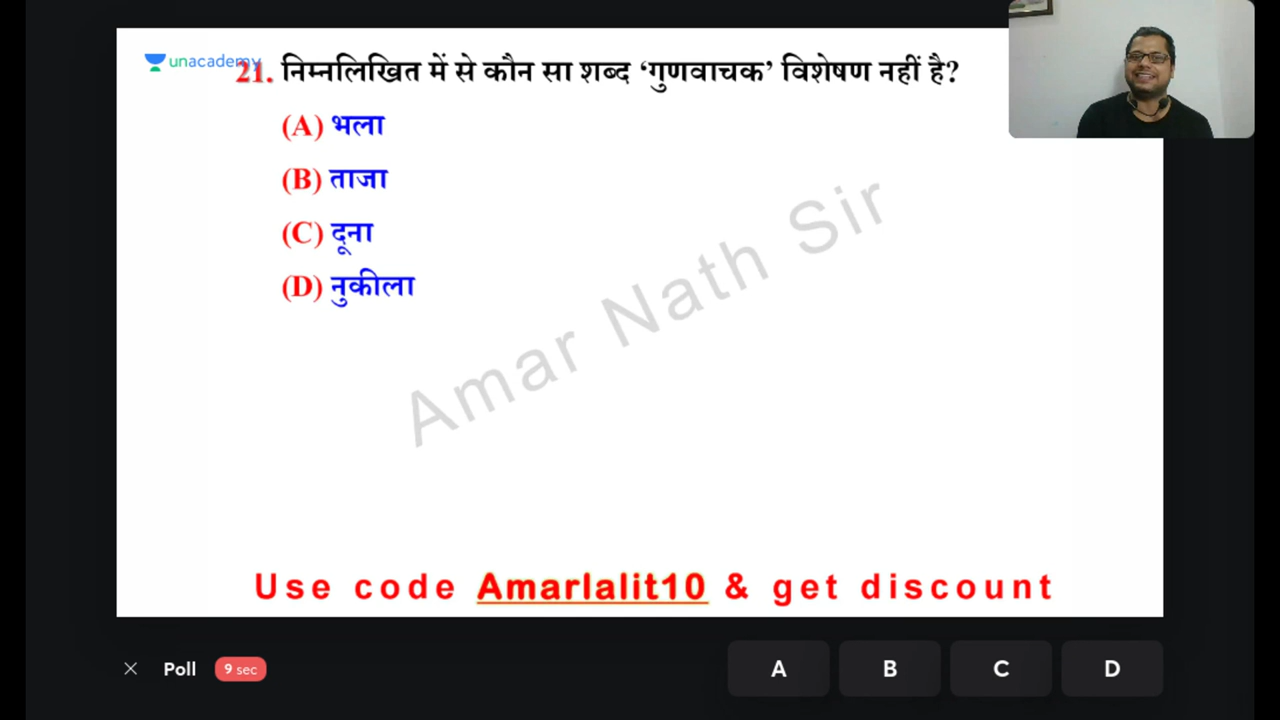 unacademy
21. निम्नलिखित में से कौन सा शब्द ‘गुणवाचक’ विशेषण नहीं है?
(A) भला
(B) ताजा
(C) दूना
(D) नुकीला
Amar Nath Sir
Use code Amarlalit10 & get discount
× Poll 9 sec A B C D